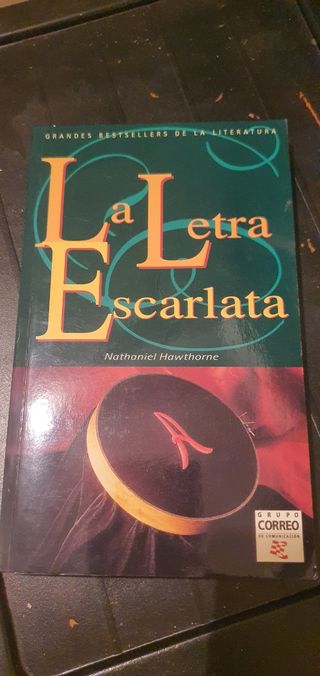 GRANDES BESTSELLERS DE LA LITERATURA
La Letra
Escarlata
Nathaniel Hawthorne
A
GRUPO
CORREO
DE COMUNICACIÓN